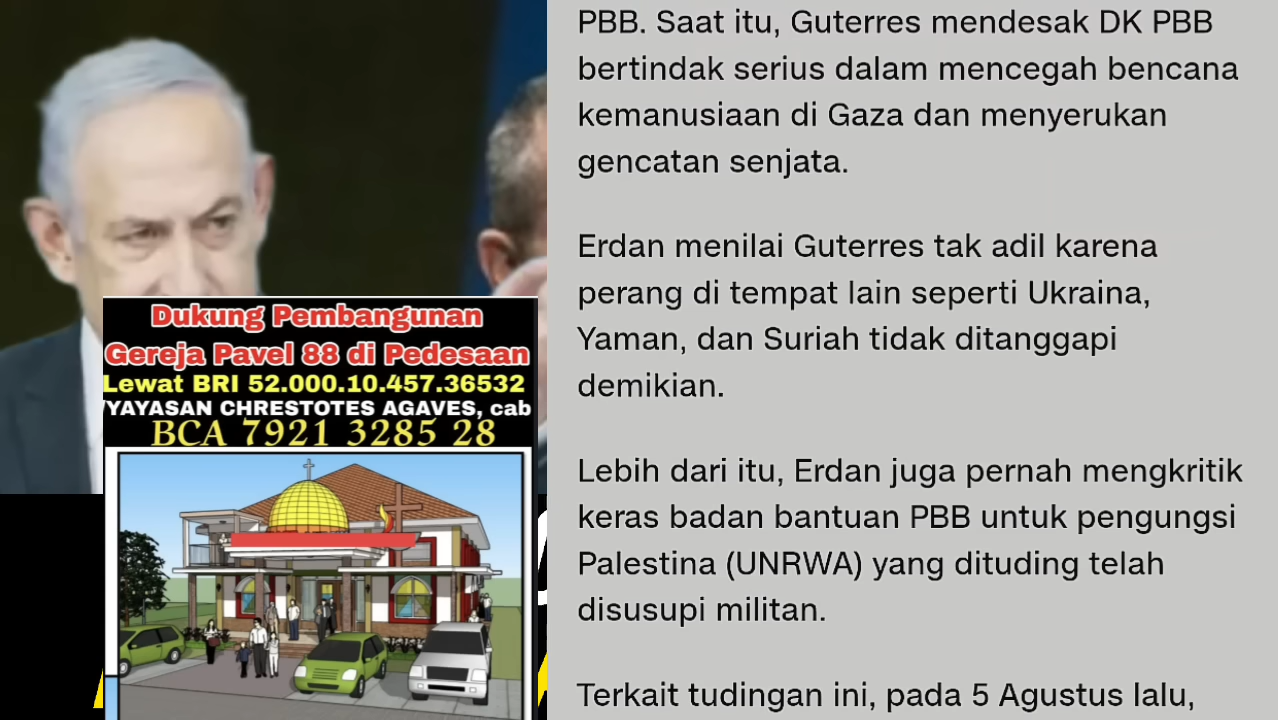 Dukung Pembangunan
Gereja Pavel 88 di Pedesaan
Lewat BRI 52.000.10.457.36532
YAYASAN CHRESTOTES AGAVES, cab
BCA 7921 3285 28
PBB. Saat itu, Guterres mendesak DK PBB
bertindak serius dalam mencegah bencana
kemanusiaan di Gaza dan menyerukan
gencatan senjata.
Erdan menilai Guterres tak adil karena
perang di tempat lain seperti Ukraina,
Yaman, dan Suriah tidak ditanggapi
demikian.
Lebih dari itu, Erdan juga pernah mengkritik
keras badan bantuan PBB untuk pengungsi
Palestina (UNRWA) yang dituding telah
disusupi militan.
Terkait tudingan ini, pada 5 Agustus lalu,